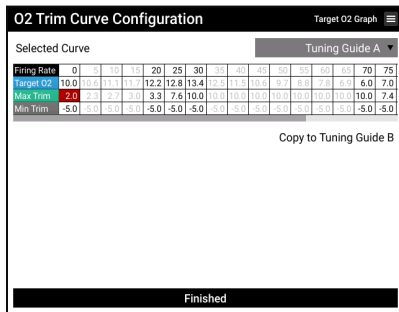 O2 Trim Curve Configuration Target O2 Graph
Selected Curve Tuning Guide A
Firing Rate 0 5 10 15 20 25 30 35 40 45 50 55 60 65 70 75
Target O2 10.0 10.6 11.1 11.7 12.2 12.8 13.4 12.5 11.5 10.6 9.7 8.8 7.8 6.9 6.0 7.0
Max Trim 2.0 2.3 2.7 3.0 3.3 7.6 10.0 10.0 10.0 10.0 10.0 10.0 10.0 10.0 10.0 7.4
Min Trim -5.0 -5.0 -5.0 -5.0 -5.0 -5.0 -5.0 -5.0 -5.0 -5.0 -5.0 -5.0 -5.0 -5.0 -5.0 -5.0
Copy to Tuning Guide B
Finished